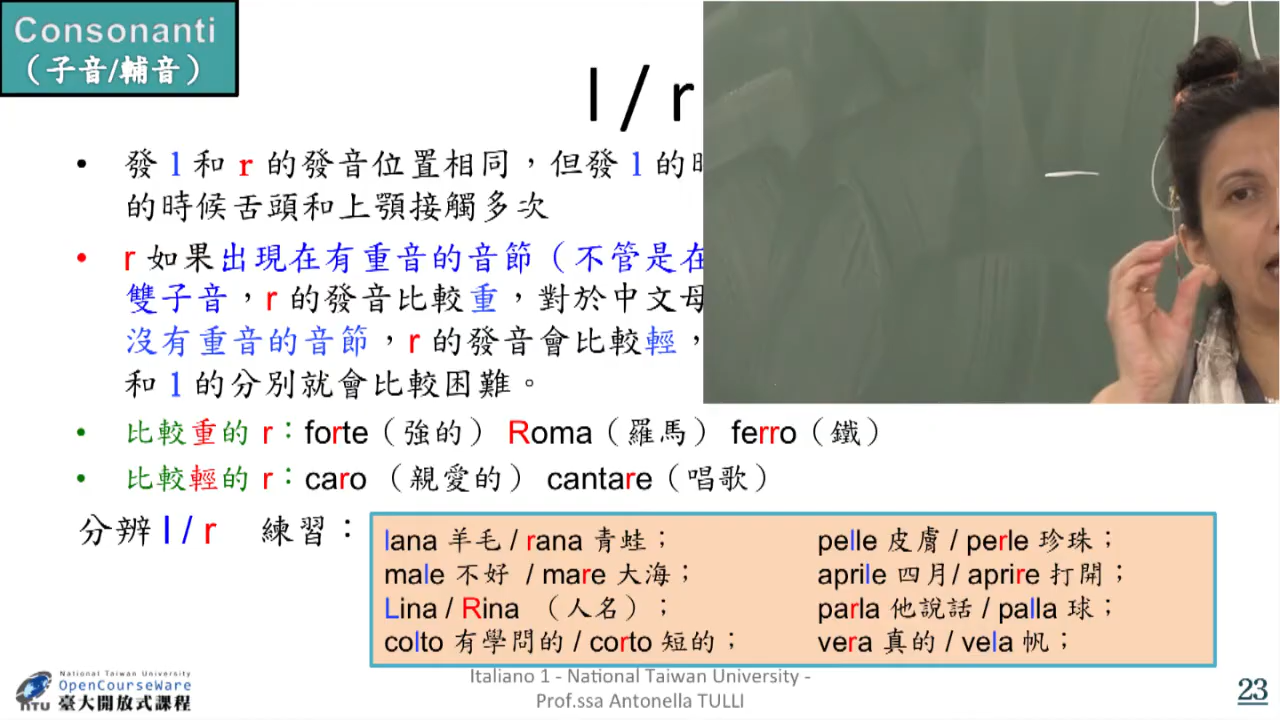 Consonanti
（子音/輔音）
l / r
• 發 l 和 r 的發音位置相同，但發 l 的
的時候舌頭和上顎接觸多次
• r 如果出現在有重音的音節（不管是在
雙子音，r 的發音比較重，對於中文母
沒有重音的音節，r 的發音會比較輕，
和 l 的分別就會比較困難。
• 比較重的 r：forte（強的） Roma（羅馬） ferro（鐵）
• 比較輕的 r：caro （親愛的） cantare（唱歌）
分辨 l / r 練習：
lana 羊毛 / rana 青蛙；
male 不好 / mare 大海；
Lina / Rina （人名）；
colto 有學問的 / corto 短的；
pelle 皮膚 / perle 珍珠；
aprile 四月/ aprire 打開；
parla 他說話 / palla 球；
vera 真的 / vela 帆；
National Taiwan University
OpenCourseWare
NTU 臺大開放式課程
Italiano 1 - National Taiwan University -
Prof.ssa Antonella TULLI
23